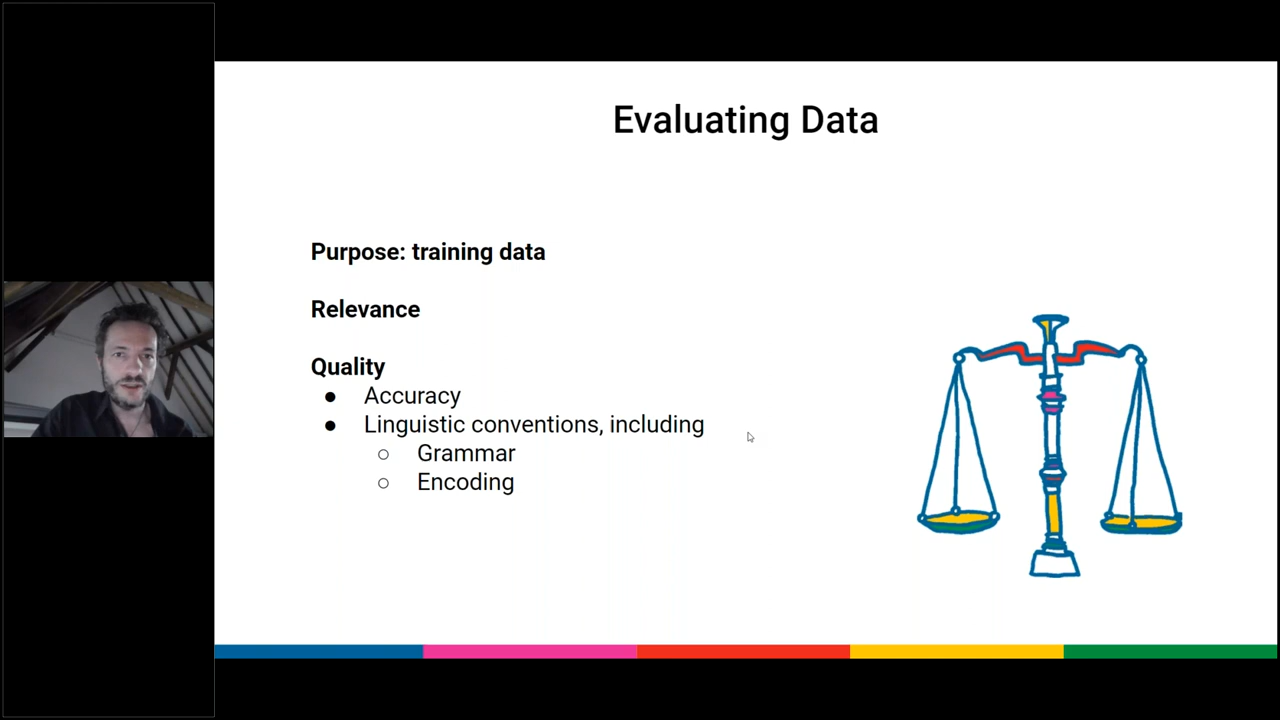 Evaluating Data
Purpose: training data
Relevance
Quality
● Accuracy
● Linguistic conventions, including
○ Grammar
○ Encoding